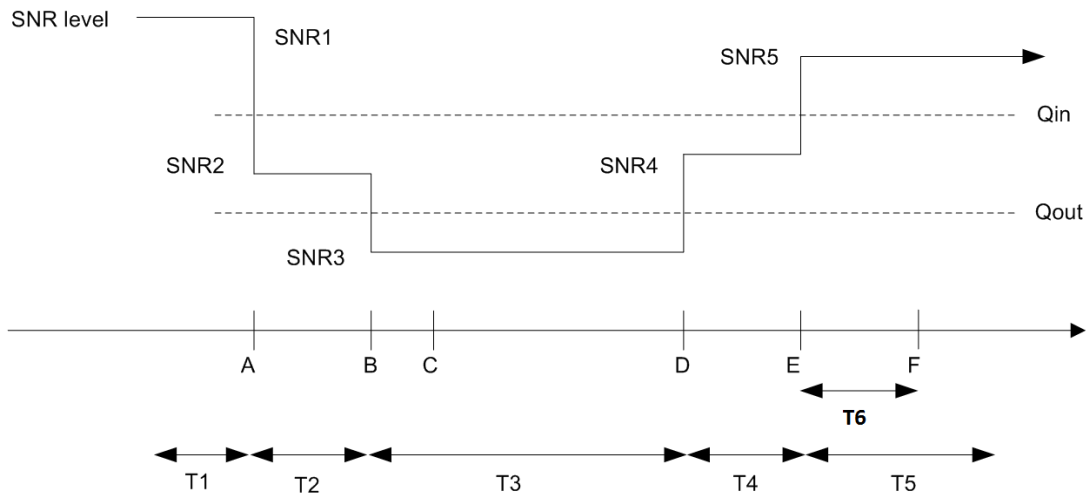 SNR level
SNR1
SNR5
Qin
SNR2
SNR4
Qout
SNR3
A B C D E F
T6
T1 T2 T3 T4 T5